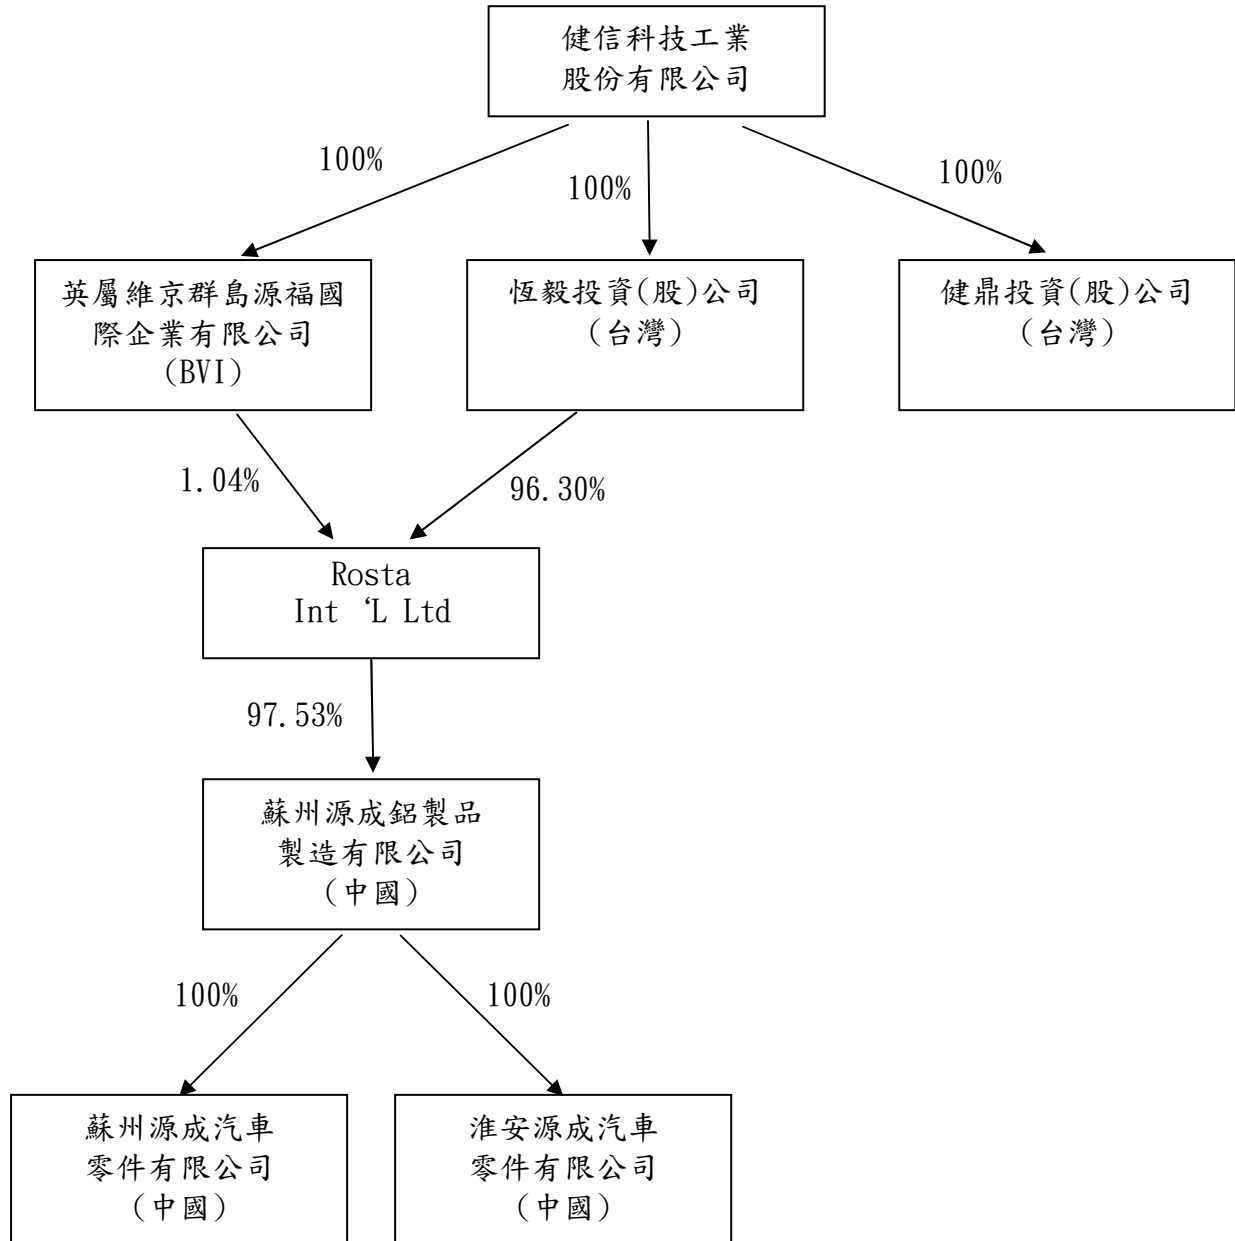 健信科技工業
股份有限公司
100%
100%
100%
英屬維京群島源福國
際企業有限公司
(BVI)
恆毅投資(股)公司
(台灣)
健鼎投資(股)公司
(台灣)
1.04%
96.30%
Rosta
Int ‘L Ltd
97.53%
蘇州源成鋁製品
製造有限公司
(中國)
100%
100%
蘇州源成汽車
零件有限公司
(中國)
淮安源成汽車
零件有限公司
(中國)